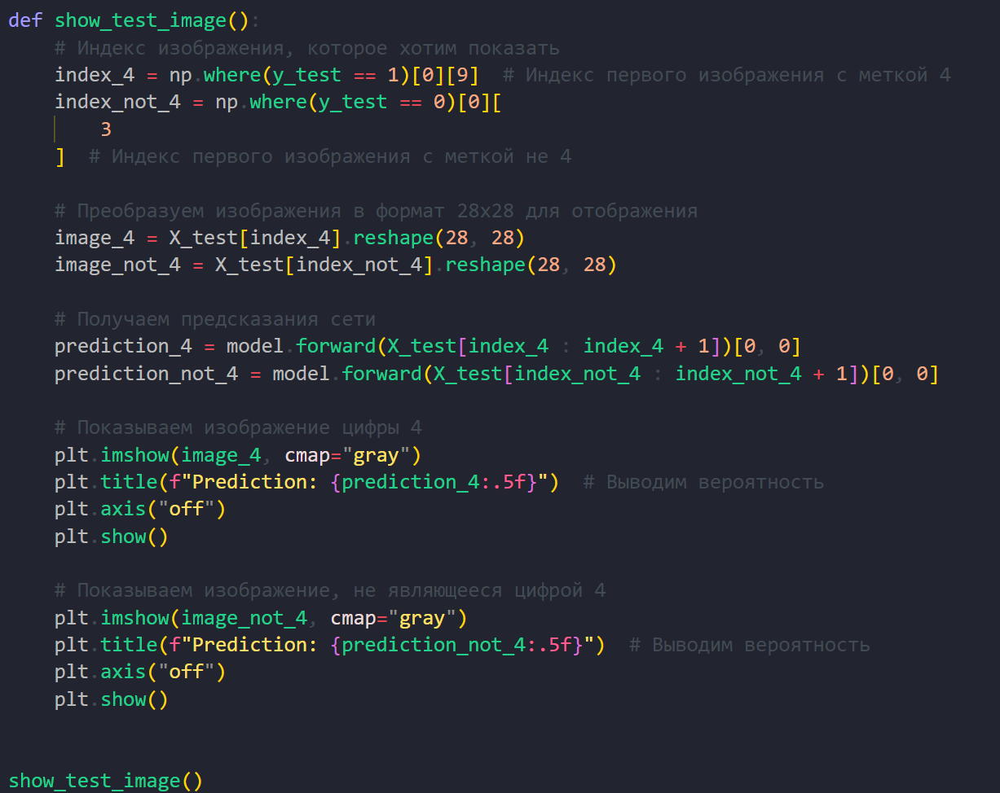 def show_test_image():
    # Индекс изображения, которое хотим показать
    index_4 = np.where(y_test == 1)[0][9]  # Индекс первого изображения с меткой 4
    index_not_4 = np.where(y_test == 0)[0][
        3
    ]  # Индекс первого изображения с меткой не 4

    # Преобразуем изображения в формат 28x28 для отображения
    image_4 = X_test[index_4].reshape(28, 28)
    image_not_4 = X_test[index_not_4].reshape(28, 28)

    # Получаем предсказания сети
    prediction_4 = model.forward(X_test[index_4 : index_4 + 1])[0, 0]
    prediction_not_4 = model.forward(X_test[index_not_4 : index_not_4 + 1])[0, 0]

    # Показываем изображение цифры 4
    plt.imshow(image_4, cmap="gray")
    plt.title(f"Prediction: {prediction_4:.5f}")  # Выводим вероятность
    plt.axis("off")
    plt.show()

    # Показываем изображение, не являющееся цифрой 4
    plt.imshow(image_not_4, cmap="gray")
    plt.title(f"Prediction: {prediction_not_4:.5f}")  # Выводим вероятность
    plt.axis("off")
    plt.show()


show_test_image()